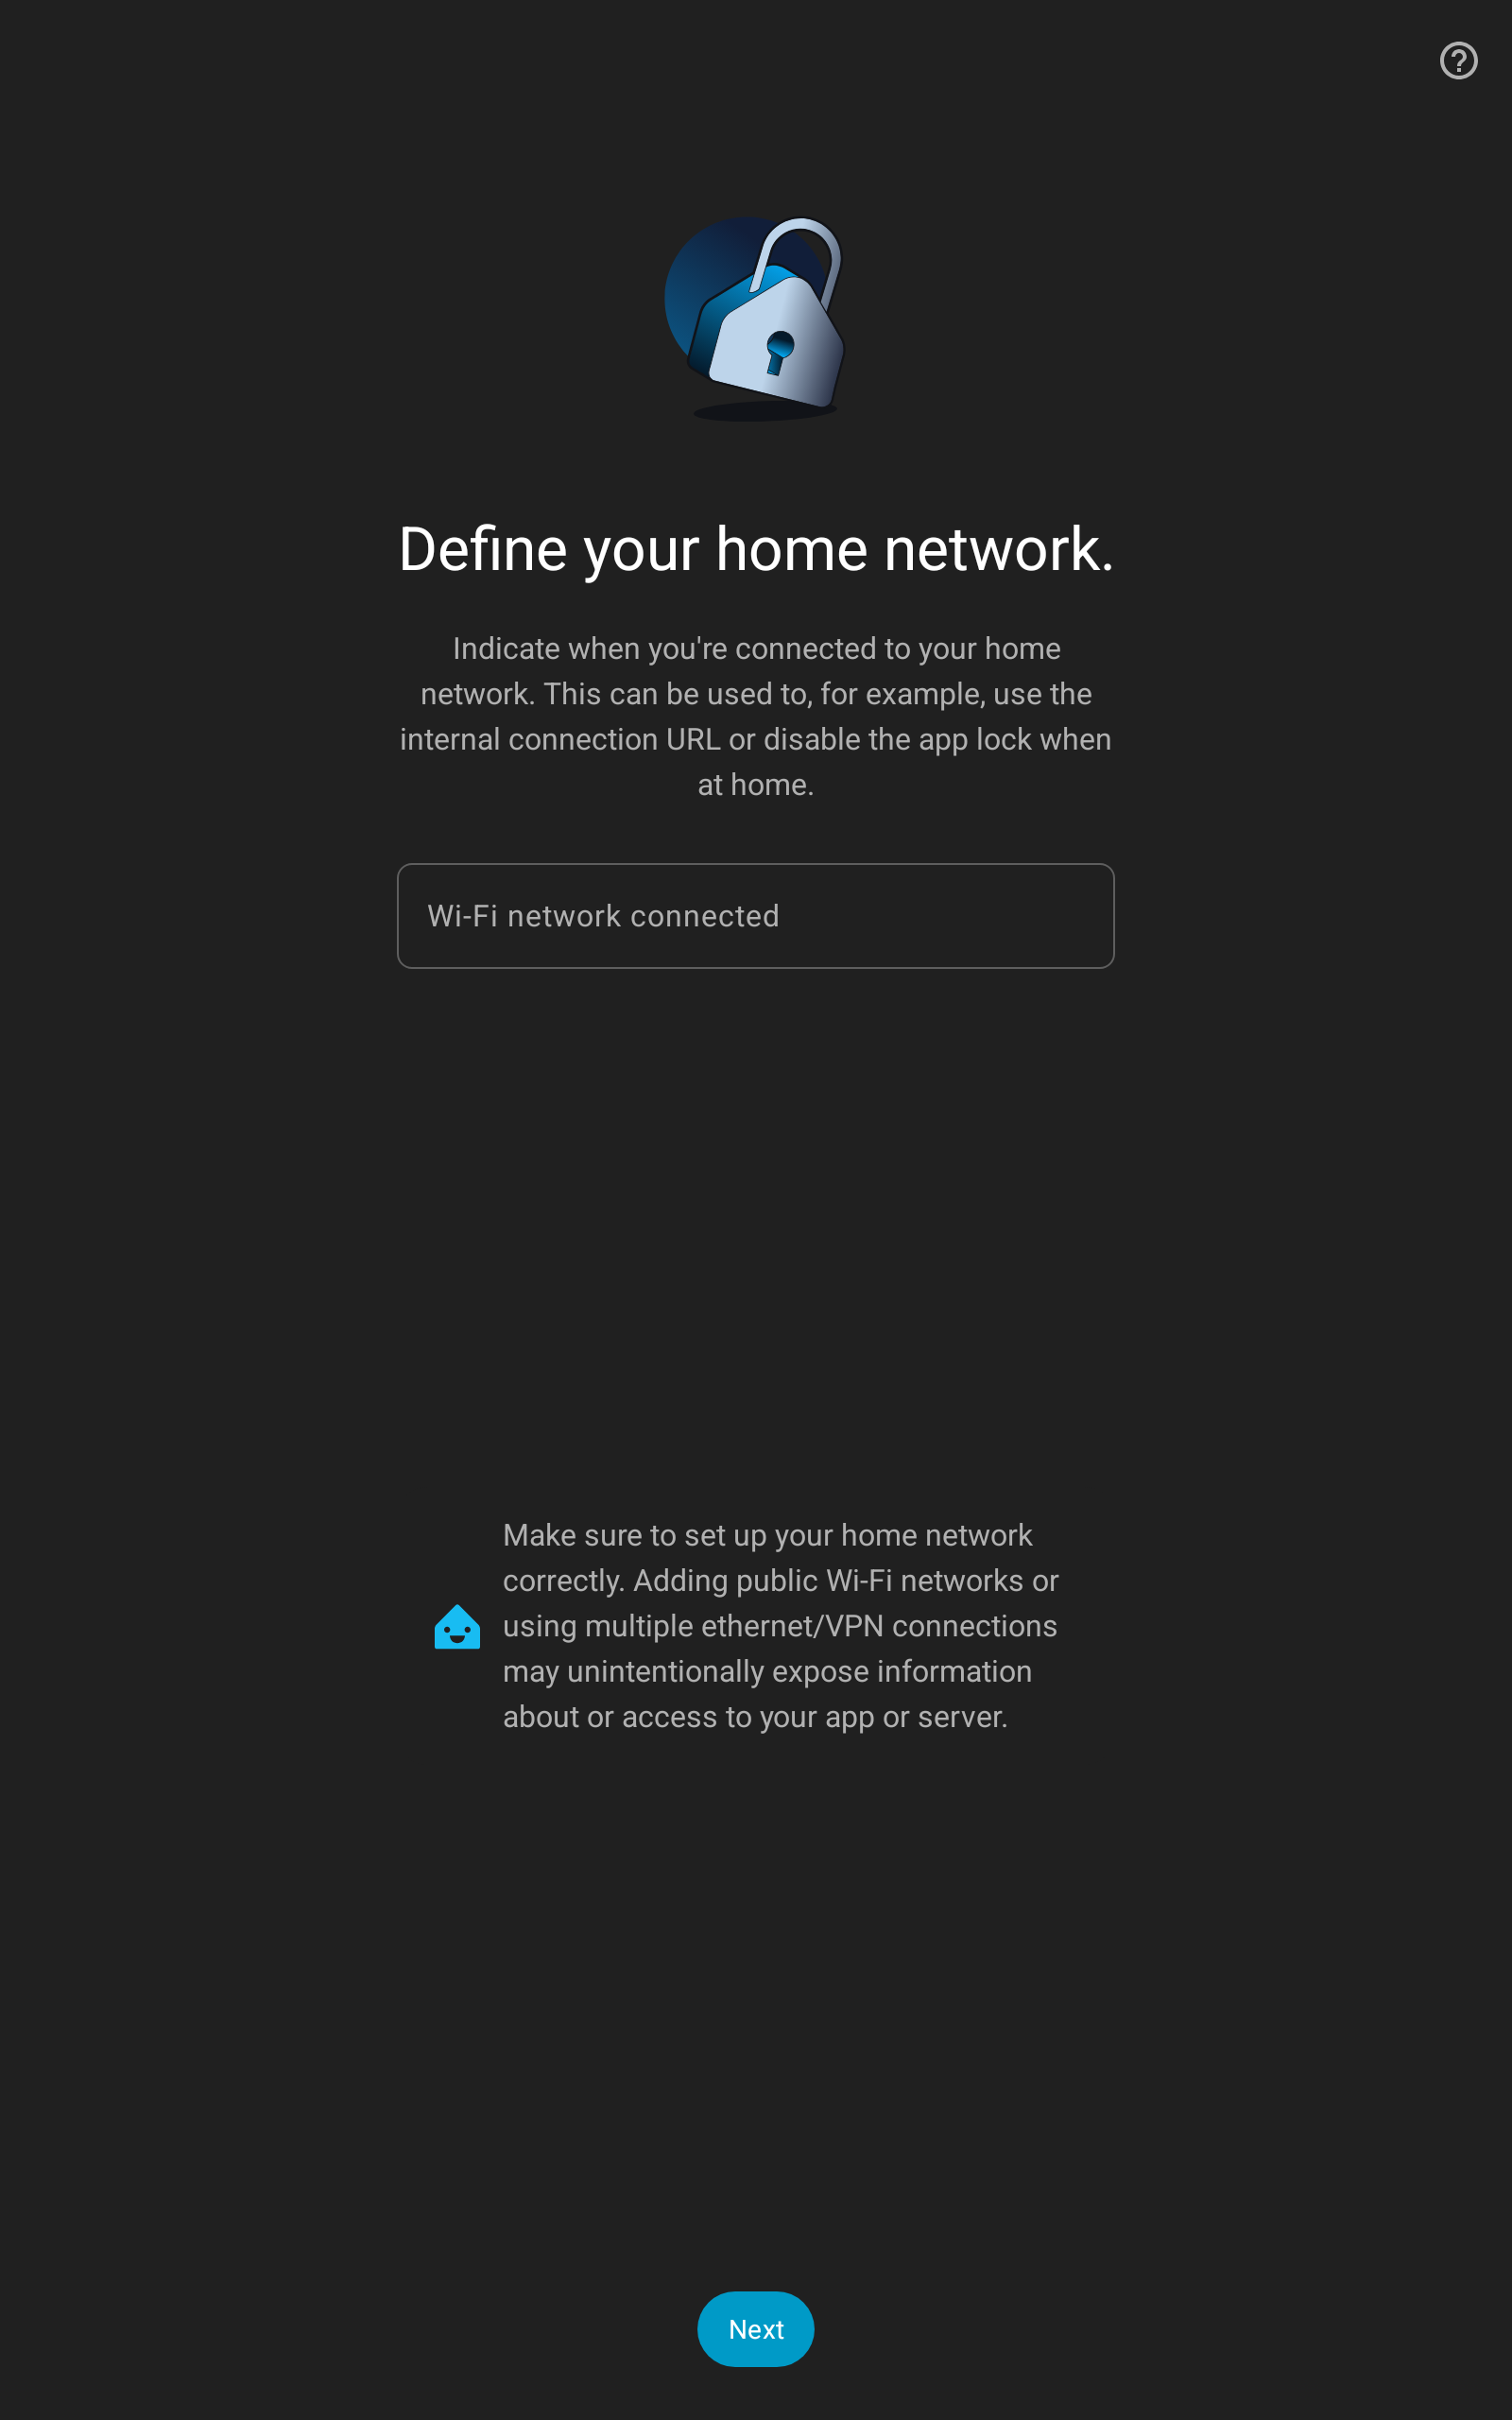 Define your home network.
Indicate when you're connected to your home
network. This can be used to, for example, use the
internal connection URL or disable the app lock when
at home.
Wi-Fi network connected
Make sure to set up your home network
correctly. Adding public Wi-Fi networks or
using multiple ethernet/VPN connections
may unintentionally expose information
about or access to your app or server.
Next